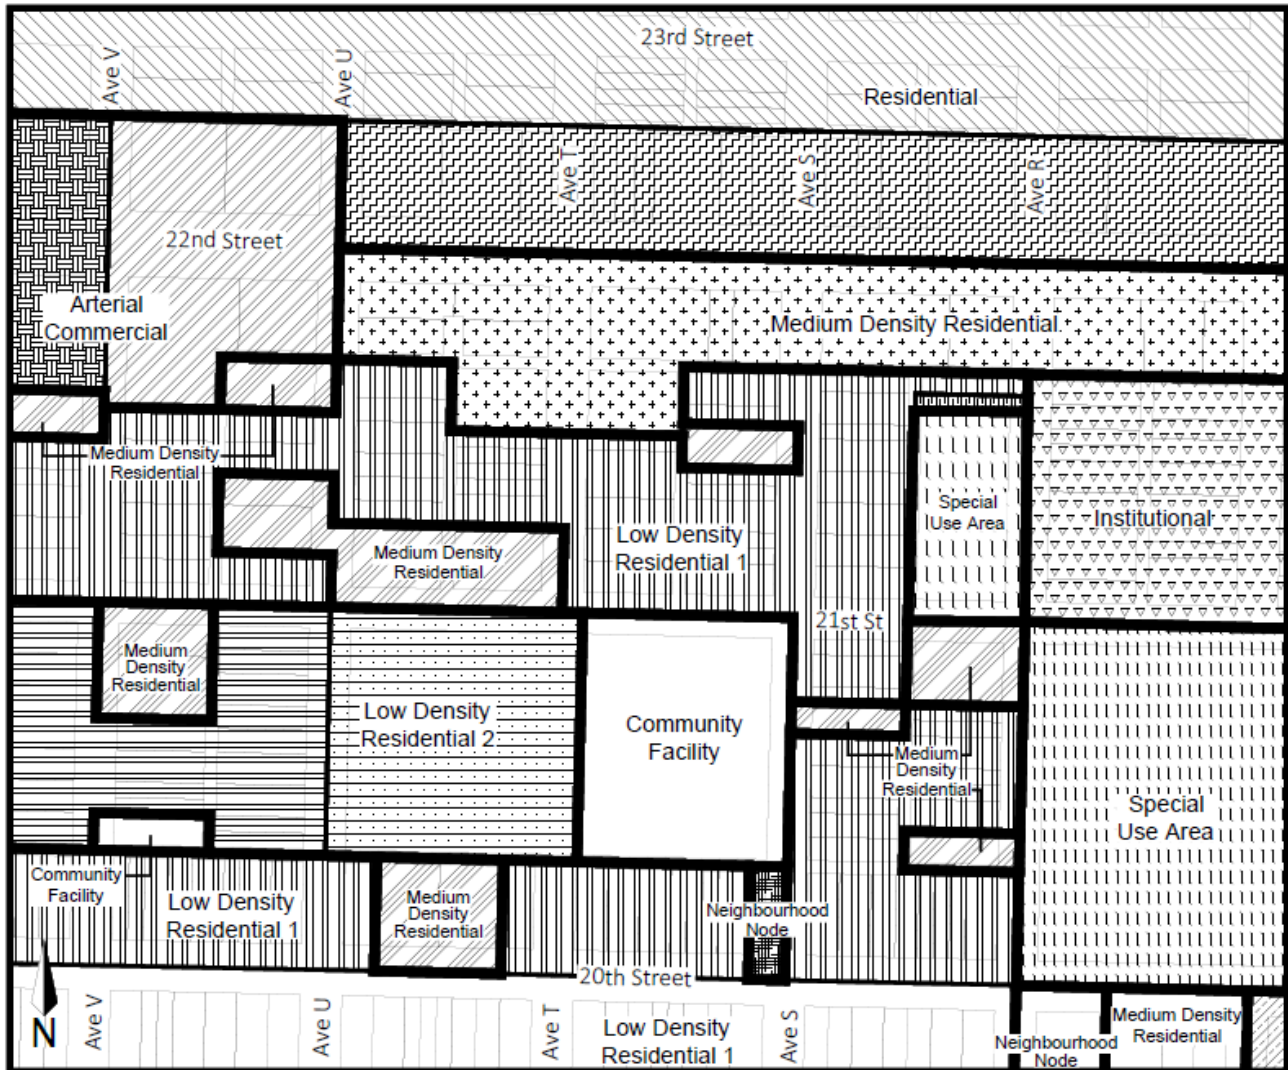 23rd Street
Ave V
Ave U
Residential
Ave T
Ave S
Ave R
22nd Street
Arterial
Commercial
Medium Density Residential
Medium Density
Residential
Special
Use Area
Institutional
Low Density
Residential 1
Medium Density
Residential
21st St
Medium
Density
Residential
Low Density
Residential 2
Community
Facility
Medium
Density
Residential
Special
Use Area
Community
Facility
Low Density
Residential 1
Medium
Density
Residential
Neighbourhood
Node
20th Street
N
Ave V
Ave U
Ave T
Low Density
Residential 1
Ave S
Neighbourhood
Node
Medium Density
Residential